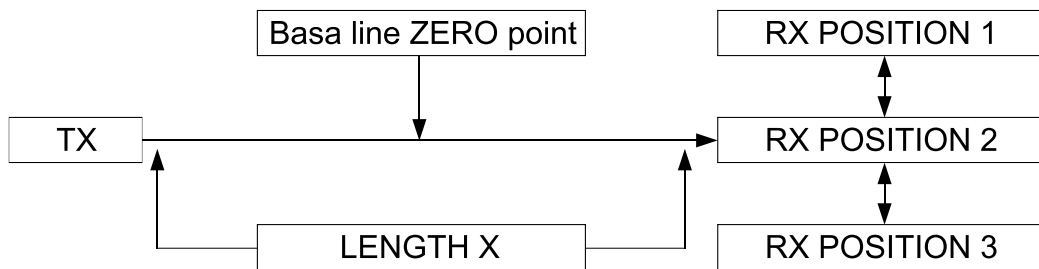 Basa line ZERO point
RX POSITION 1
TX
RX POSITION 2
LENGTH X
RX POSITION 3